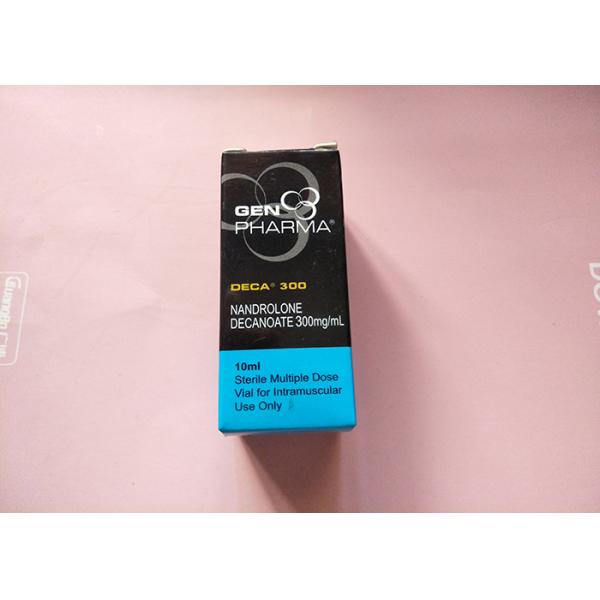 GEN
PHARMA®
DECA® 300
NANDROLONE
DECANOATE 300mg/mL
10ml
Sterile Multiple Dose
Vial for Intramuscular
Use Only